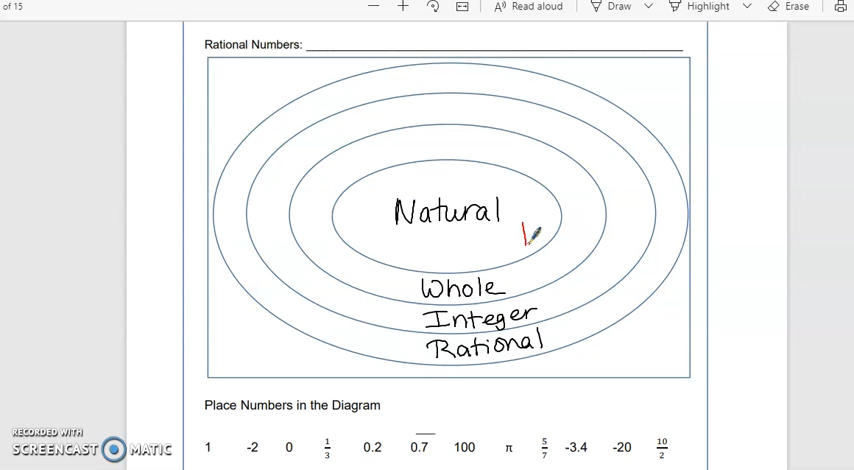 of 15
Read aloud Draw Highlight Erase
Rational Numbers:
Natural
Whole
Integer
Rational
Place Numbers in the Diagram
1 -2 0 1/3 0.2 0.7̅ 100 π 5/7 -3.4 -20 10/2
RECORDED WITH
SCREENCAST MATIC